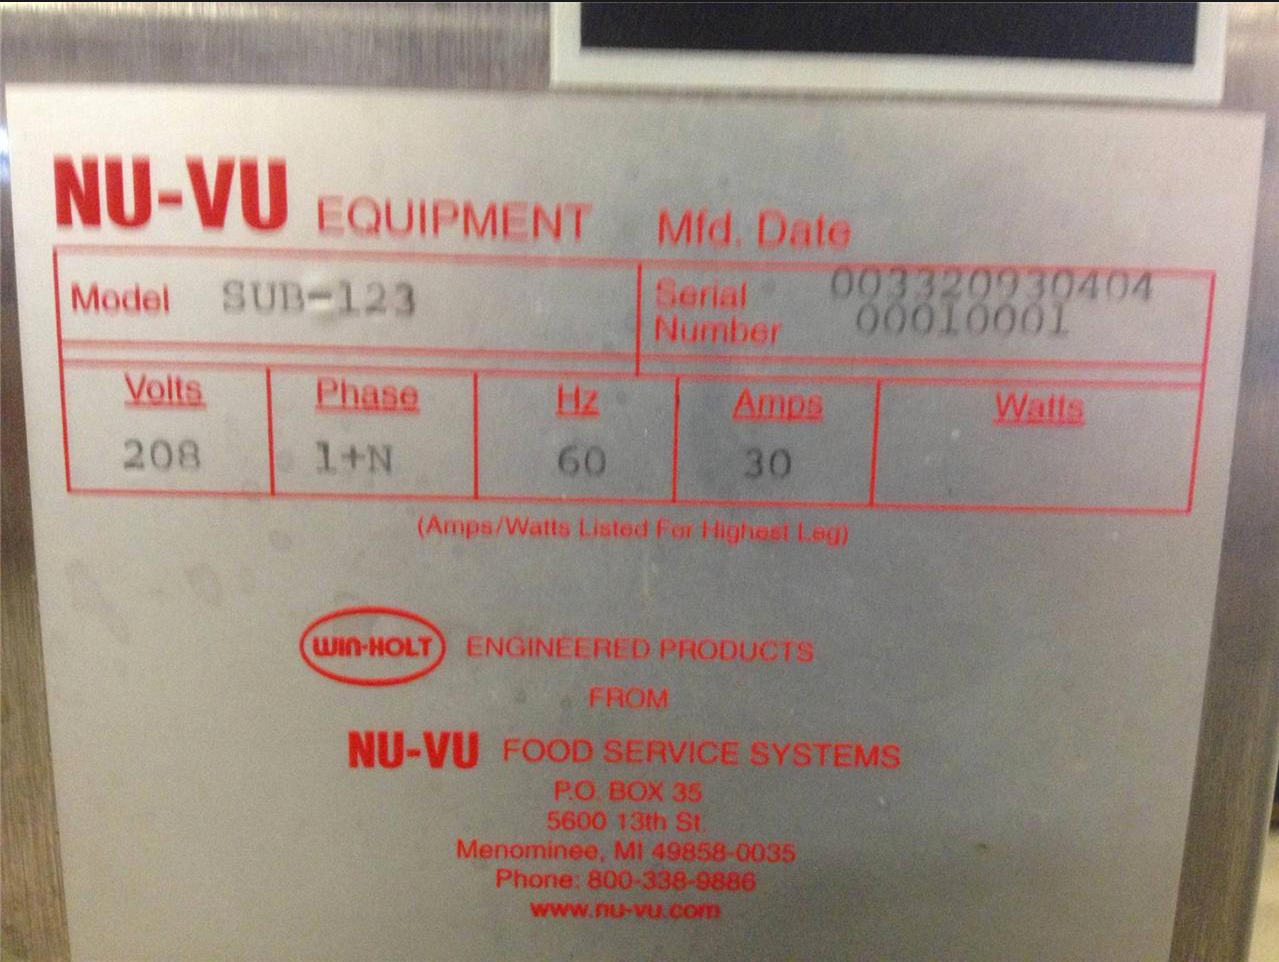 NU-VU EQUIPMENT Mfd. Date
Model SUB-123
Serial Number 003320930404
00010001
Volts Phase Hz Amps Watts
208 1+N 60 30
(Amps/Watts Listed For Highest Leg)
WIN-HOLT ENGINEERED PRODUCTS
FROM
NU-VU FOOD SERVICE SYSTEMS
P.O. BOX 35
5600 13th St.
Menominee, MI 49858-0035
Phone: 800-338-9886
www.nu-vu.com